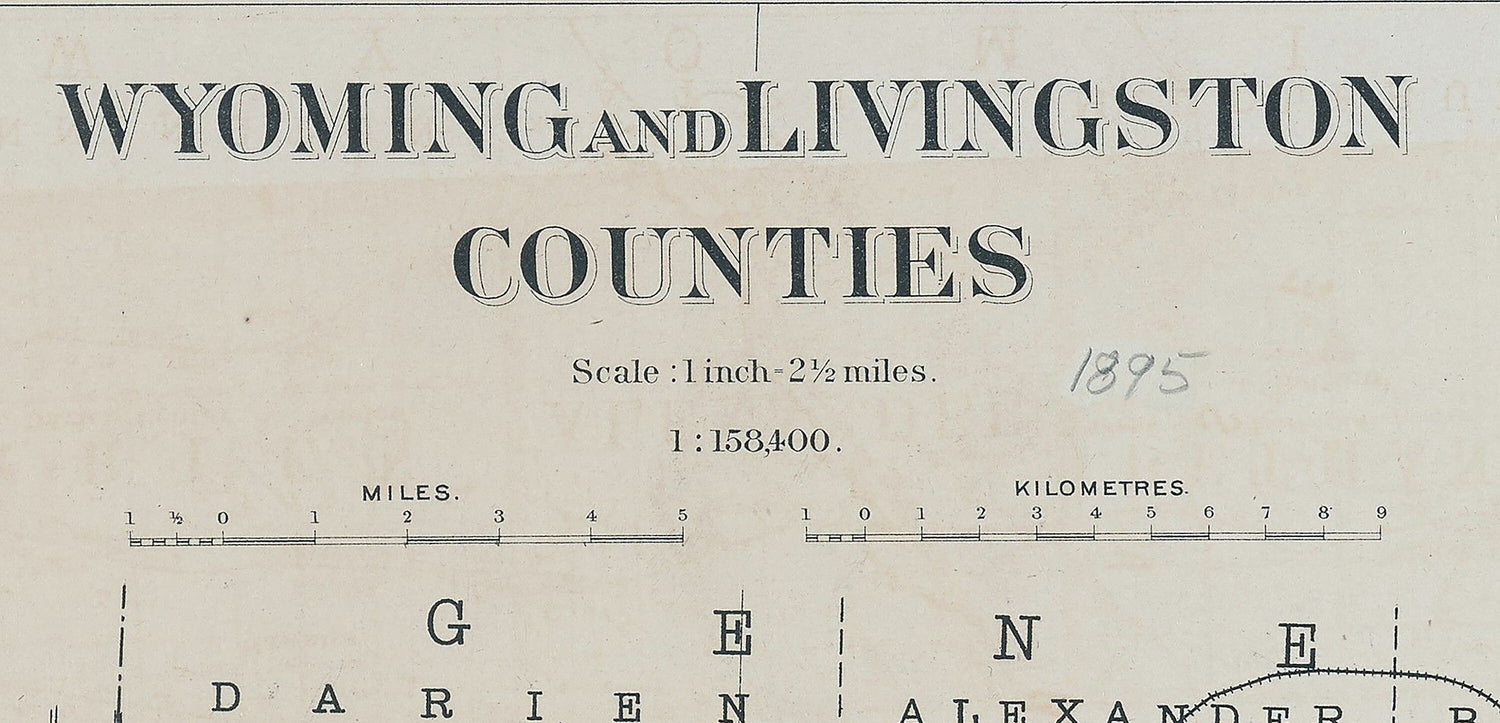 WYOMING AND LIVINGSTON
COUNTIES
Scale : 1 inch = 2½ miles.
1895
1 : 158,400.
MILES.
1 ½ 0 1 2 3 4 5
KILOMETRES.
1 0 1 2 3 4 5 6 7 8 9
G E N E
DARIEN
ALEXANDER